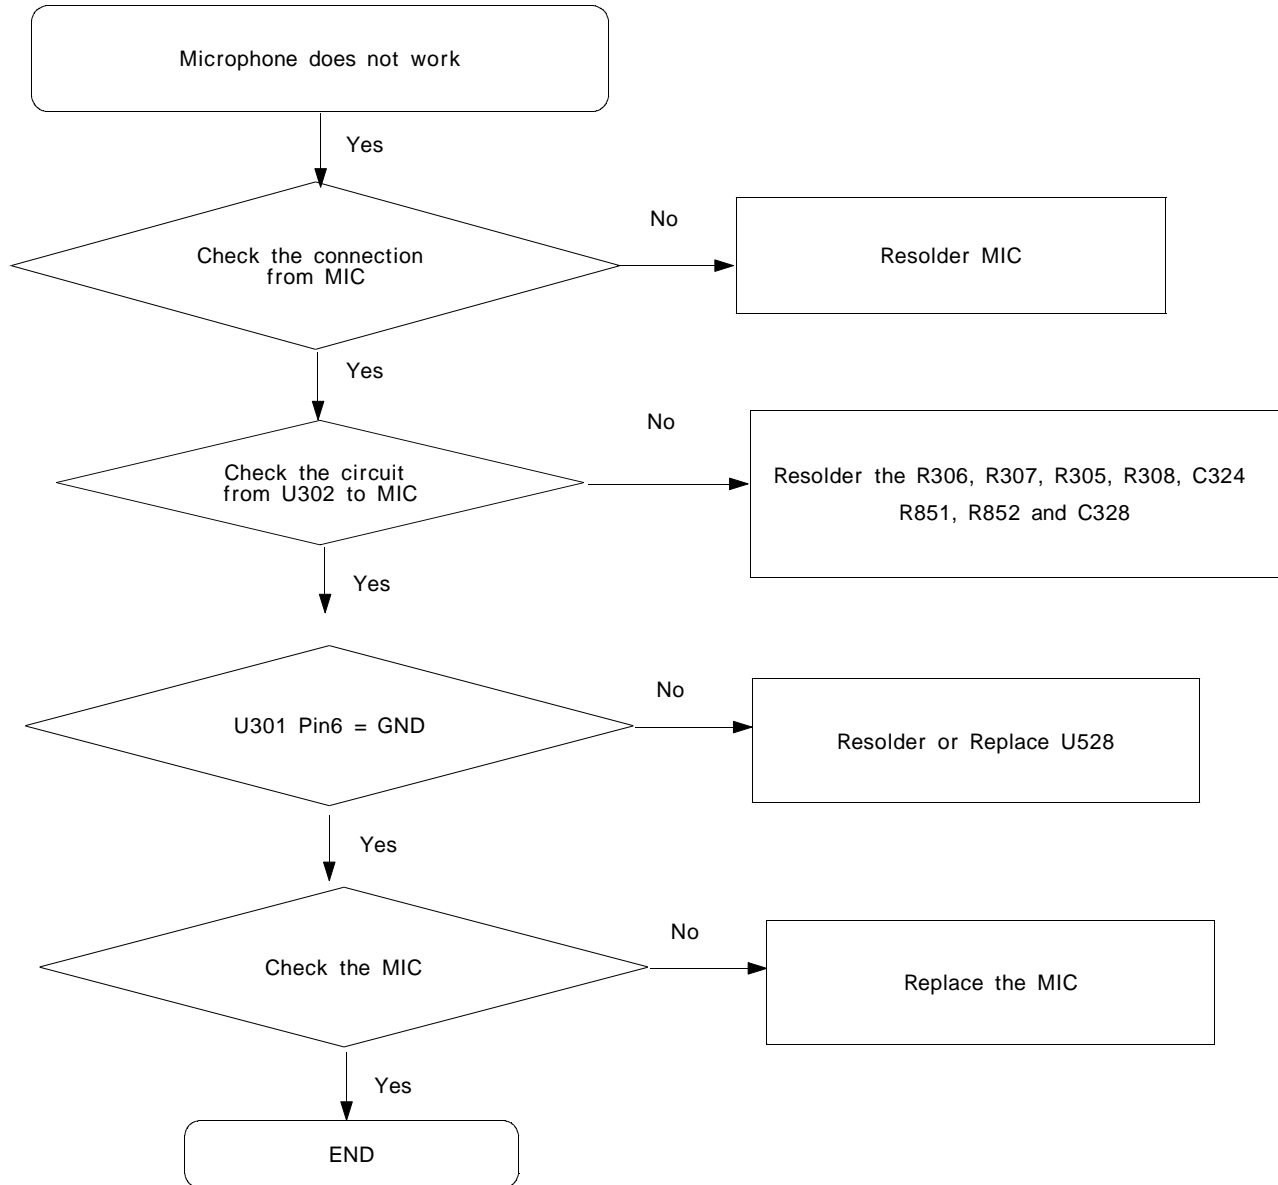 Microphone does not work
Yes
Check the connection
from MIC
No
Resolder MIC
Yes
Check the circuit
from U302 to MIC
No
Resolder the R306, R307, R305, R308, C324
R851, R852 and C328
Yes
U301 Pin6 = GND
No
Resolder or Replace U528
Yes
Check the MIC
No
Replace the MIC
Yes
END